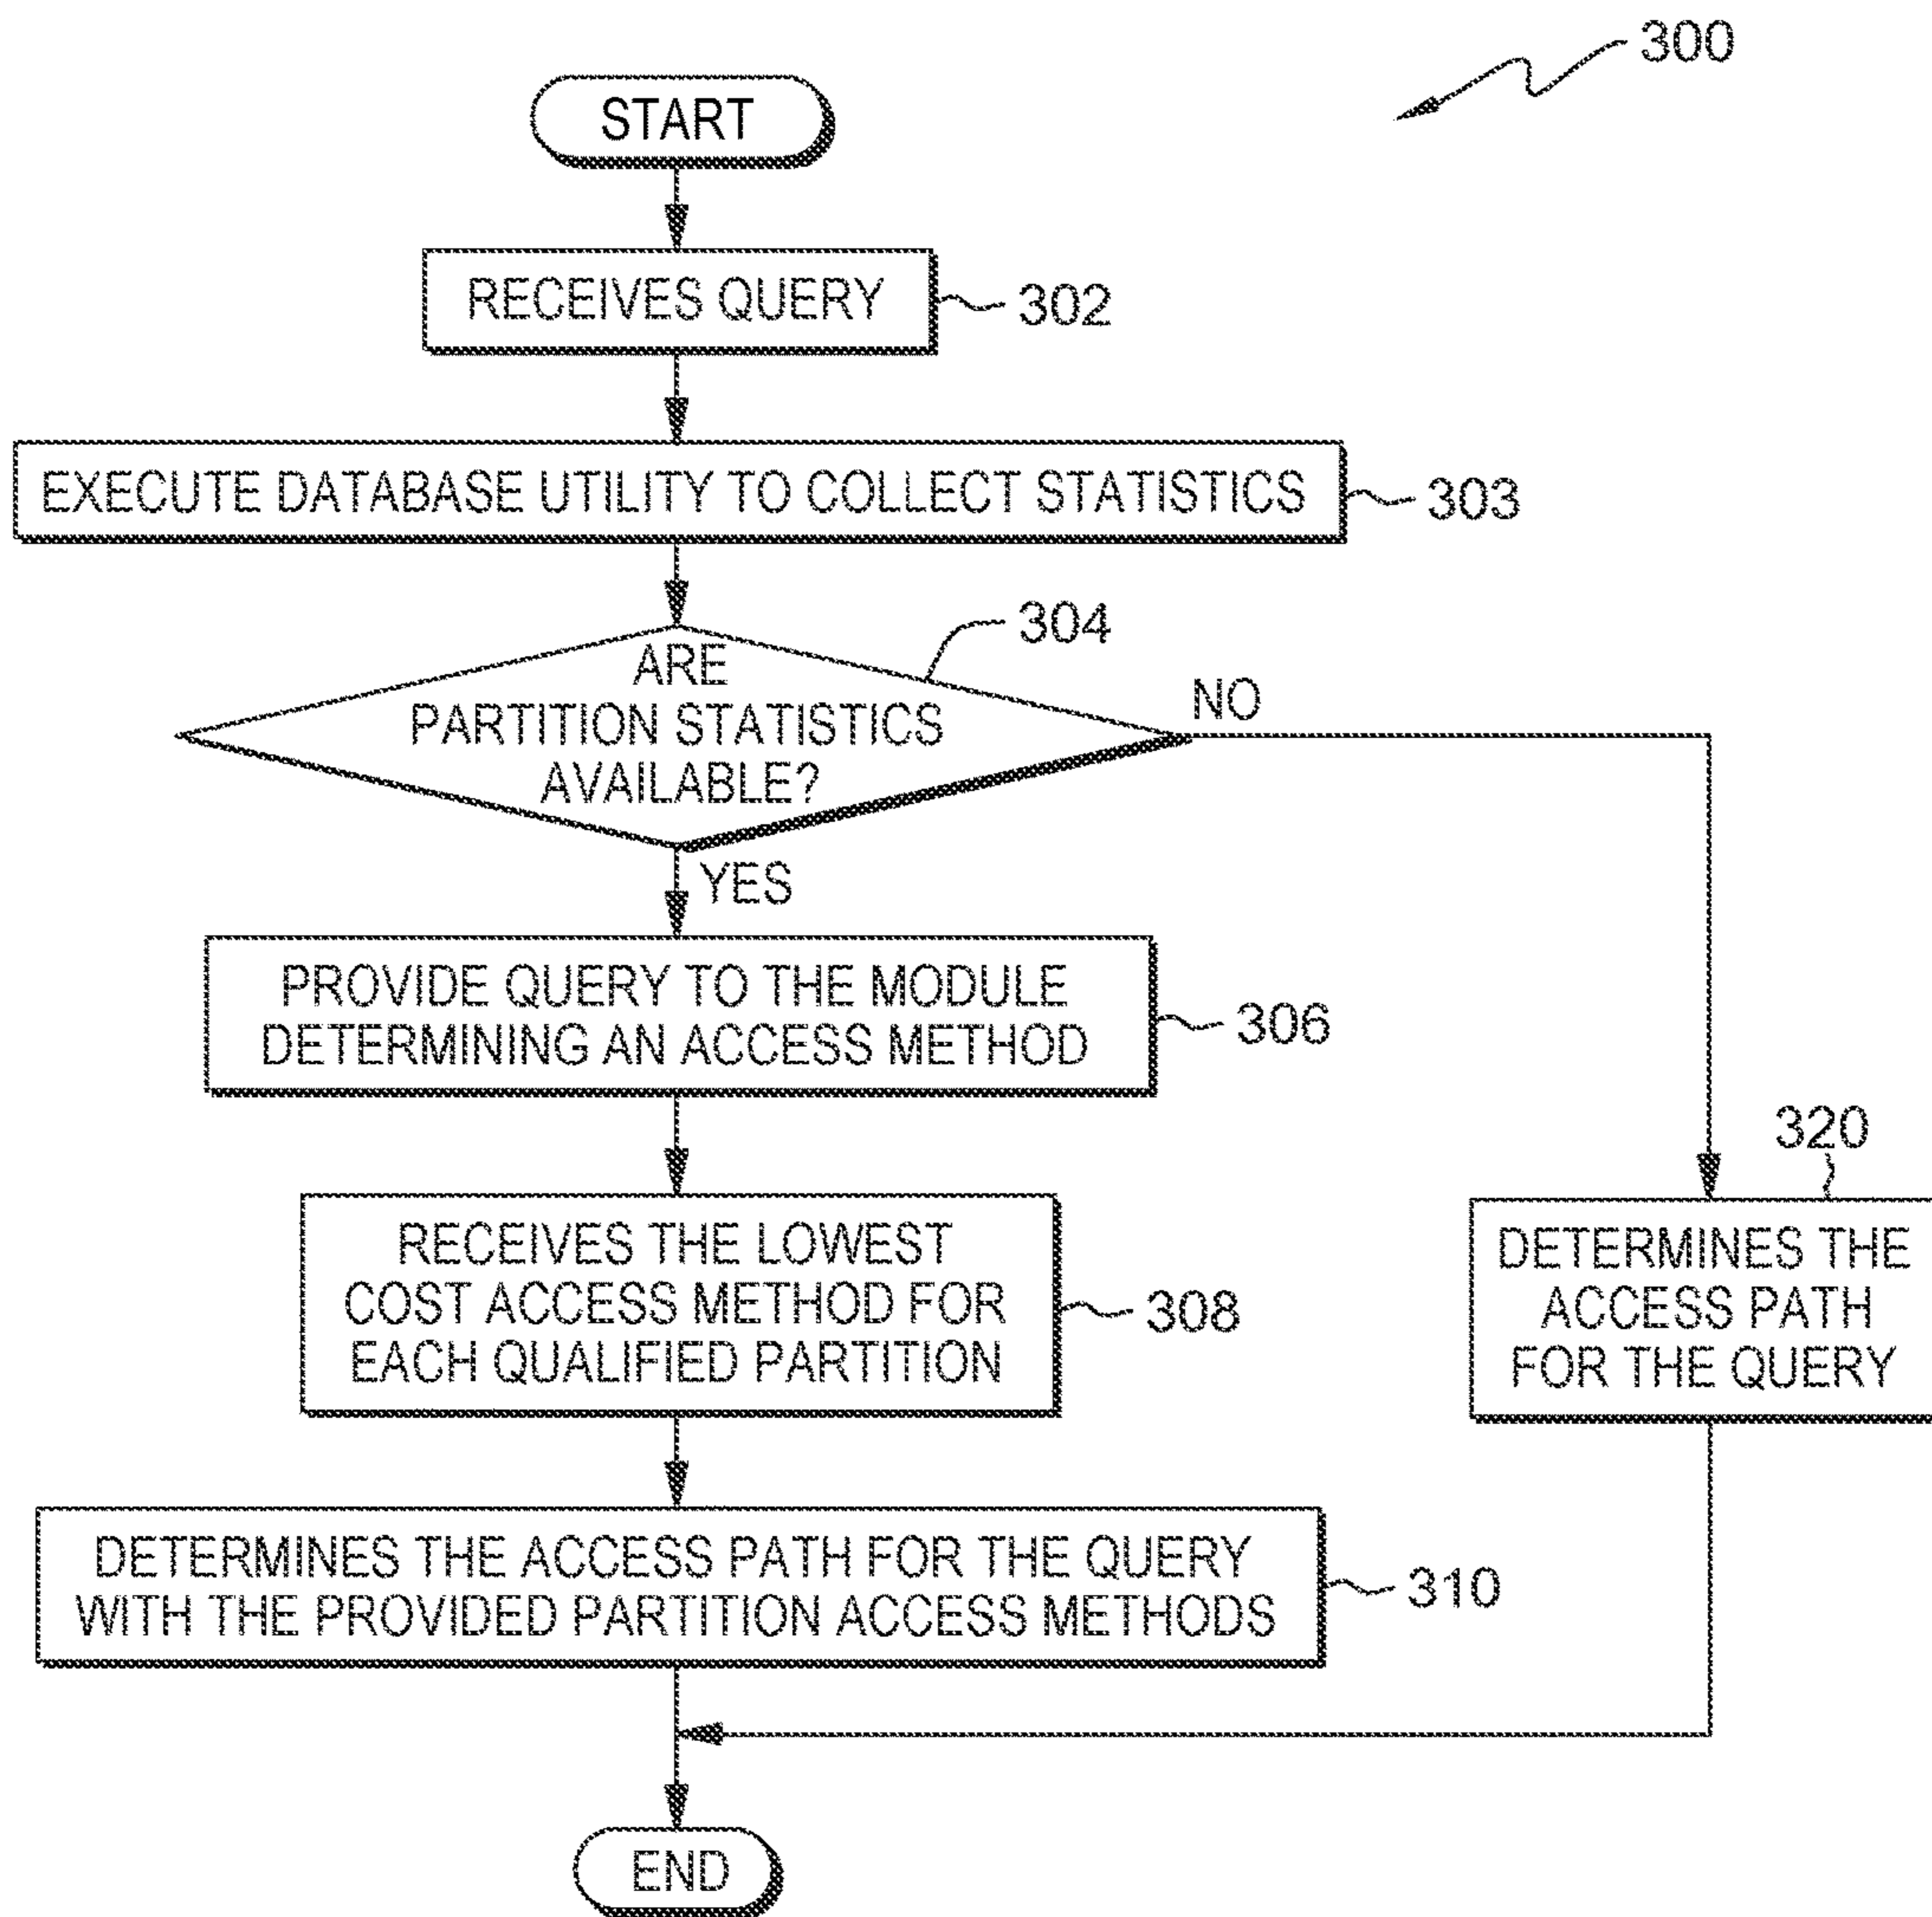 300
START
RECEIVES QUERY
302
EXECUTE DATABASE UTILITY TO COLLECT STATISTICS
303
304
ARE
PARTITION STATISTICS
AVAILABLE?
NO
YES
PROVIDE QUERY TO THE MODULE
DETERMINING AN ACCESS METHOD
306
RECEIVES THE LOWEST
COST ACCESS METHOD FOR
EACH QUALIFIED PARTITION
308
320
DETERMINES THE
ACCESS PATH
FOR THE QUERY
DETERMINES THE ACCESS PATH FOR THE QUERY
WITH THE PROVIDED PARTITION ACCESS METHODS
310
END